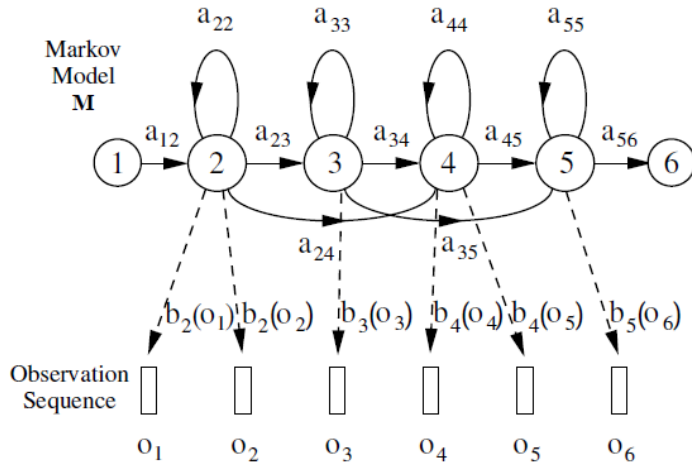 a22 a33 a44 a55
Markov
Model
M
a12 a23 a34 a45 a56
1 2 3 4 5 6
a24 a35
b2(o1) b2(o2) b3(o3) b4(o4) b4(o5) b5(o6)
Observation
Sequence
o1 o2 o3 o4 o5 o6